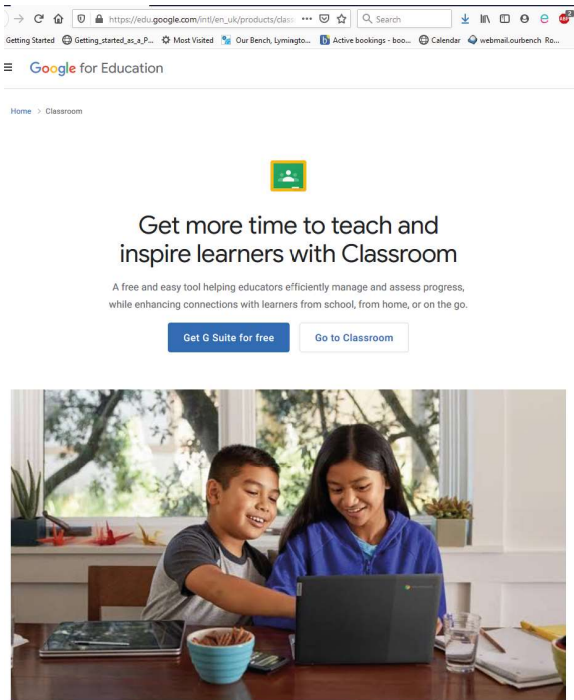 https://edu.google.com/intl/en_uk/products/class
Search
2
Getting Started Getting_started_as_a_P... Most Visited Our Bench, Lymingto... Active bookings - boo... Calendar webmail.ourbench Ro...
Google for Education
Home > Classroom
Get more time to teach and
inspire learners with Classroom
A free and easy tool helping educators efficiently manage and assess progress,
while enhancing connections with learners from school, from home, or on the go.
Get G Suite for free Go to Classroom